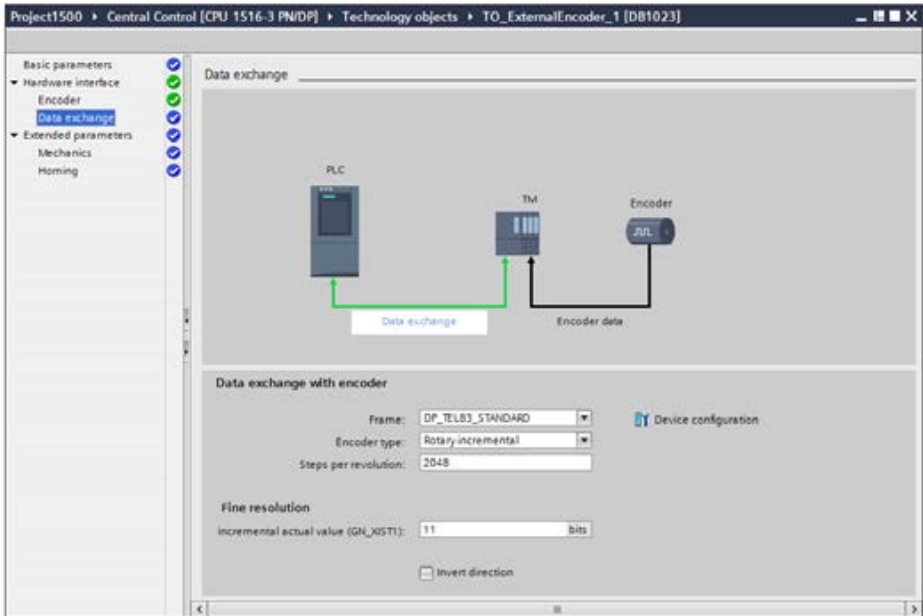 Project1500 ▸ Central Control [CPU 1516-3 PN/DP] ▸ Technology objects ▸ TO_ExternalEncoder_1 [DB1023]
Basic parameters
Hardware interface
Encoder
Data exchange
Extended parameters
Mechanics
Homing
Data exchange
PLC
TM
Encoder
Data exchange
Encoder data
Data exchange with encoder
Frame: DP_TEL83_STANDARD
Device configuration
Encoder type: Rotary incremental
Steps per revolution: 2048
Fine resolution
incremental actual value (GN_XIST1): 11 bits
Invert direction